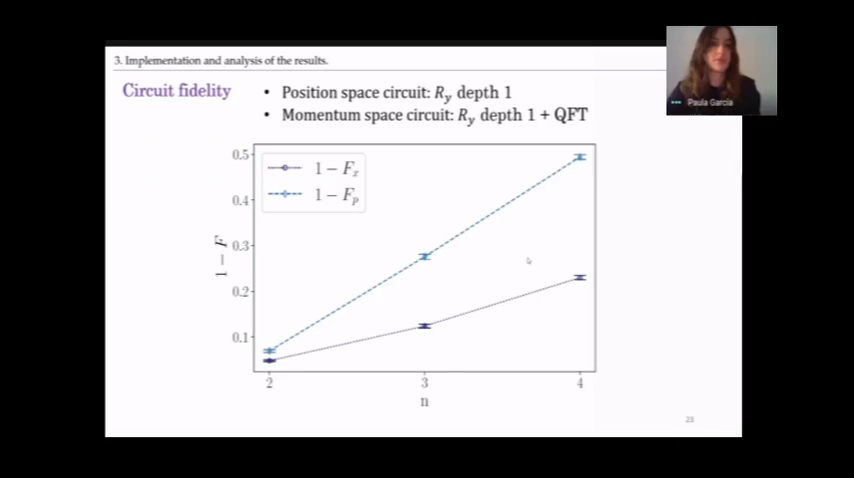 3. Implementation and analysis of the results.
Circuit fidelity
• Position space circuit: R_y depth 1
• Momentum space circuit: R_y depth 1 + QFT
Paula García
1 − F_x
1 − F_p
0.5
0.4
0.3
0.2
0.1
1 − F
2 3 4
n
23